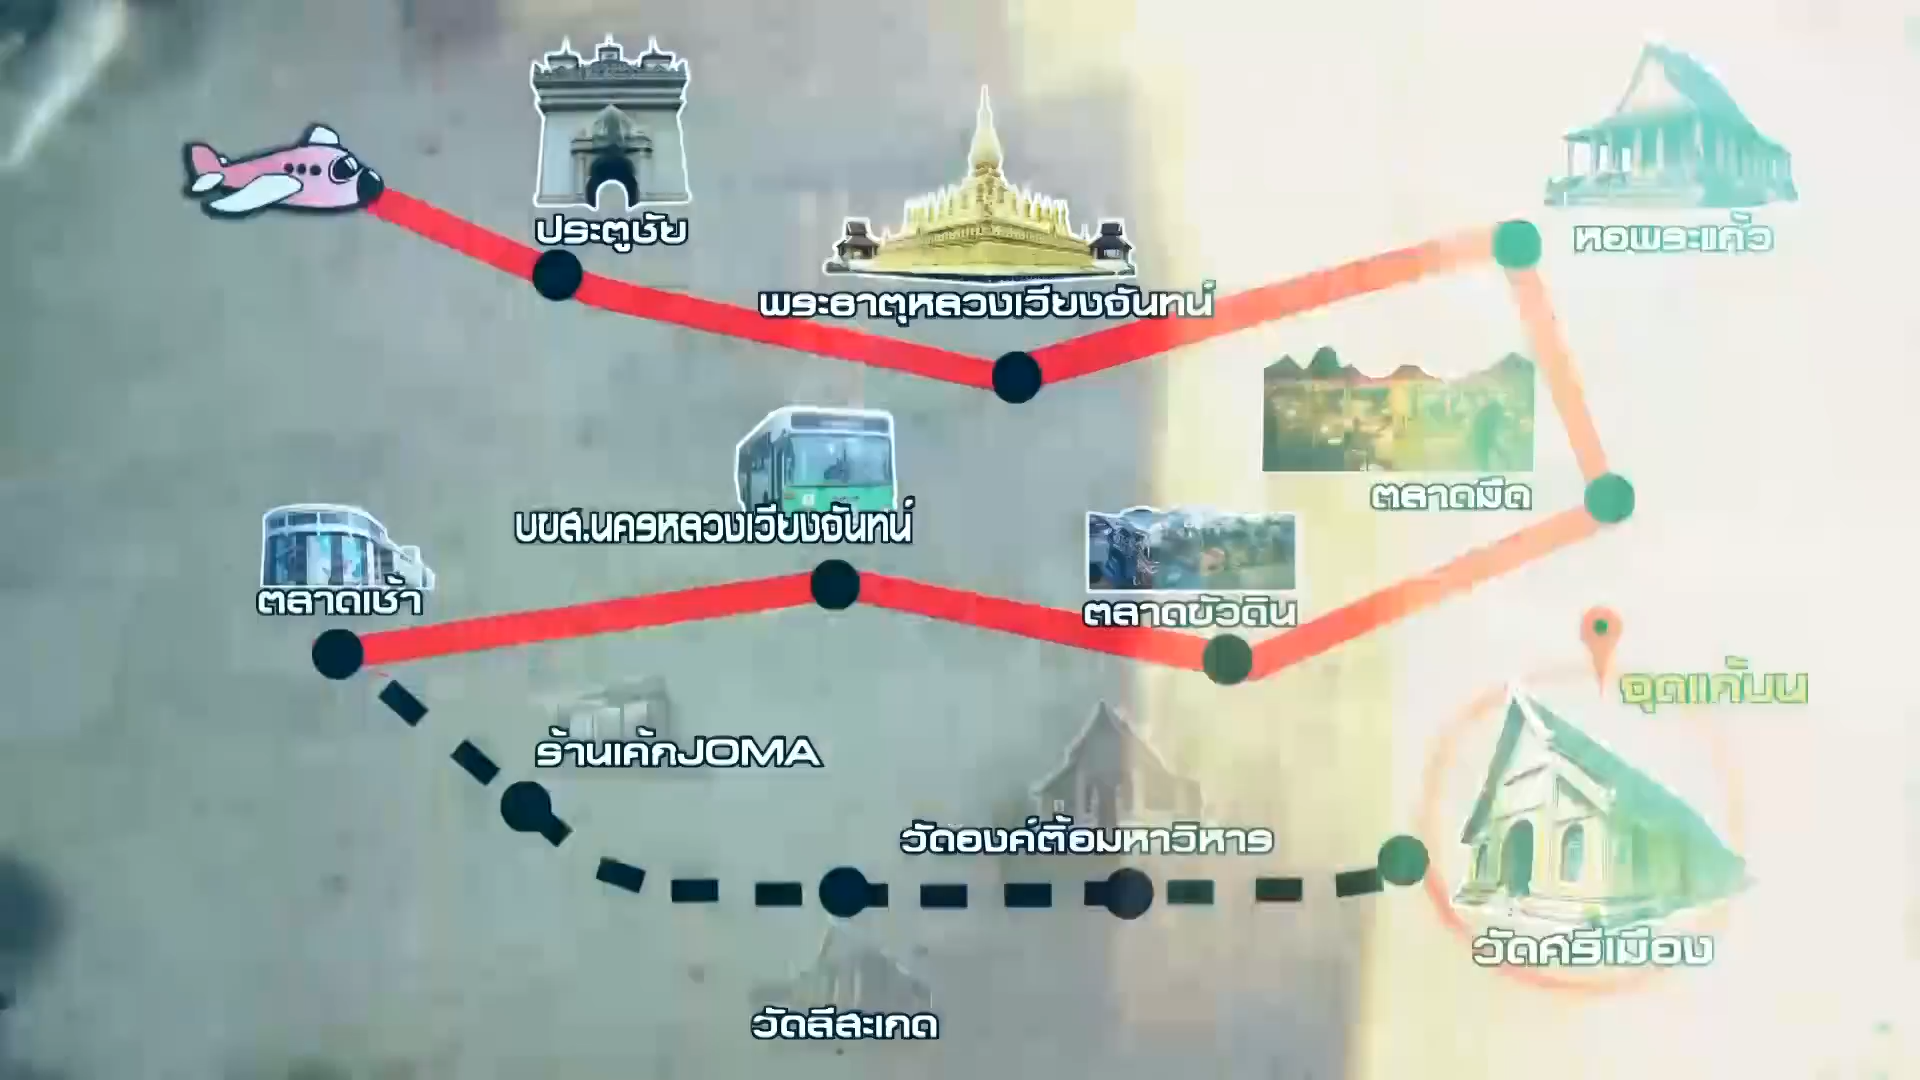 ประตูชัย
พระธาตุหลวงเวียงจันทน์
หอพระแก้ว
ตลาดมืด
บขส.นครหลวงเวียงจันทน์
ตลาดเช้า
ตลาดขัวดิน
จุดแก้บน
ร้านเค้กJOMA
วัดองค์ตื้อมหาวิหาร
วัดศรีเมือง
วัดสีสะเกด